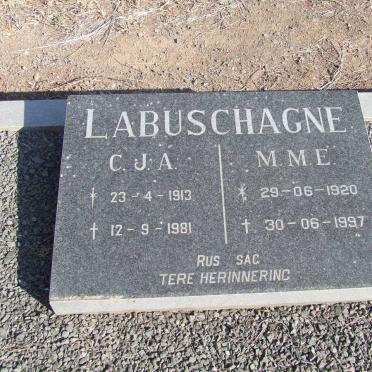 LABUSCHAGNE
C.J.A. M.M.E.
* 23-4-1913 * 29-06-1920
† 12-9-1981 † 30-06-1997
RUS SAG
TERE HERINNERING